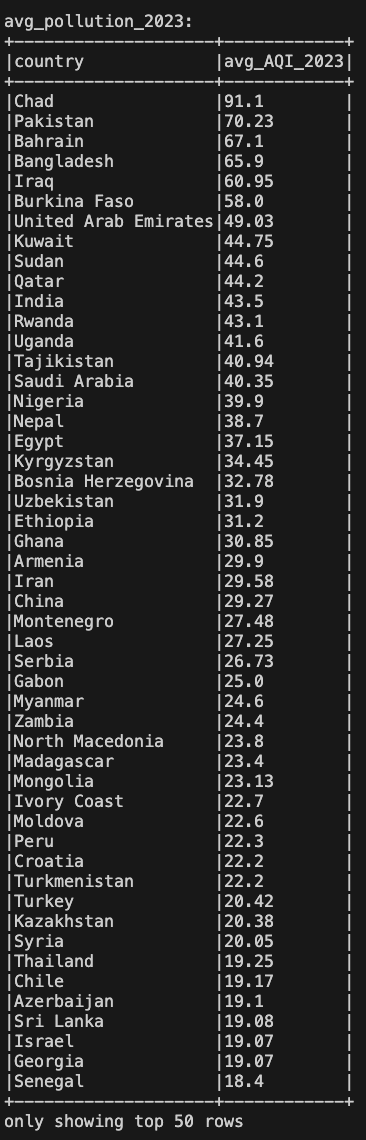 avg_pollution_2023:
+--------------------+------------+
|country             |avg_AQI_2023|
+--------------------+------------+
|Chad                |91.1        |
|Pakistan            |70.23       |
|Bahrain             |67.1        |
|Bangladesh          |65.9        |
|Iraq                |60.95       |
|Burkina Faso        |58.0        |
|United Arab Emirates|49.03       |
|Kuwait              |44.75       |
|Sudan               |44.6        |
|Qatar               |44.2        |
|India               |43.5        |
|Rwanda              |43.1        |
|Uganda              |41.6        |
|Tajikistan          |40.94       |
|Saudi Arabia        |40.35       |
|Nigeria             |39.9        |
|Nepal               |38.7        |
|Egypt               |37.15       |
|Kyrgyzstan          |34.45       |
|Bosnia Herzegovina  |32.78       |
|Uzbekistan          |31.9        |
|Ethiopia            |31.2        |
|Ghana               |30.85       |
|Armenia             |29.9        |
|Iran                |29.58       |
|China               |29.27       |
|Montenegro          |27.48       |
|Laos                |27.25       |
|Serbia              |26.73       |
|Gabon               |25.0        |
|Myanmar             |24.6        |
|Zambia              |24.4        |
|North Macedonia     |23.8        |
|Madagascar          |23.4        |
|Mongolia            |23.13       |
|Ivory Coast         |22.7        |
|Moldova             |22.6        |
|Peru                |22.3        |
|Croatia             |22.2        |
|Turkmenistan        |22.2        |
|Turkey              |20.42       |
|Kazakhstan          |20.38       |
|Syria               |20.05       |
|Thailand            |19.25       |
|Chile               |19.17       |
|Azerbaijan          |19.1        |
|Sri Lanka           |19.08       |
|Israel              |19.07       |
|Georgia             |19.07       |
|Senegal             |18.4        |
+--------------------+------------+
only showing top 50 rows